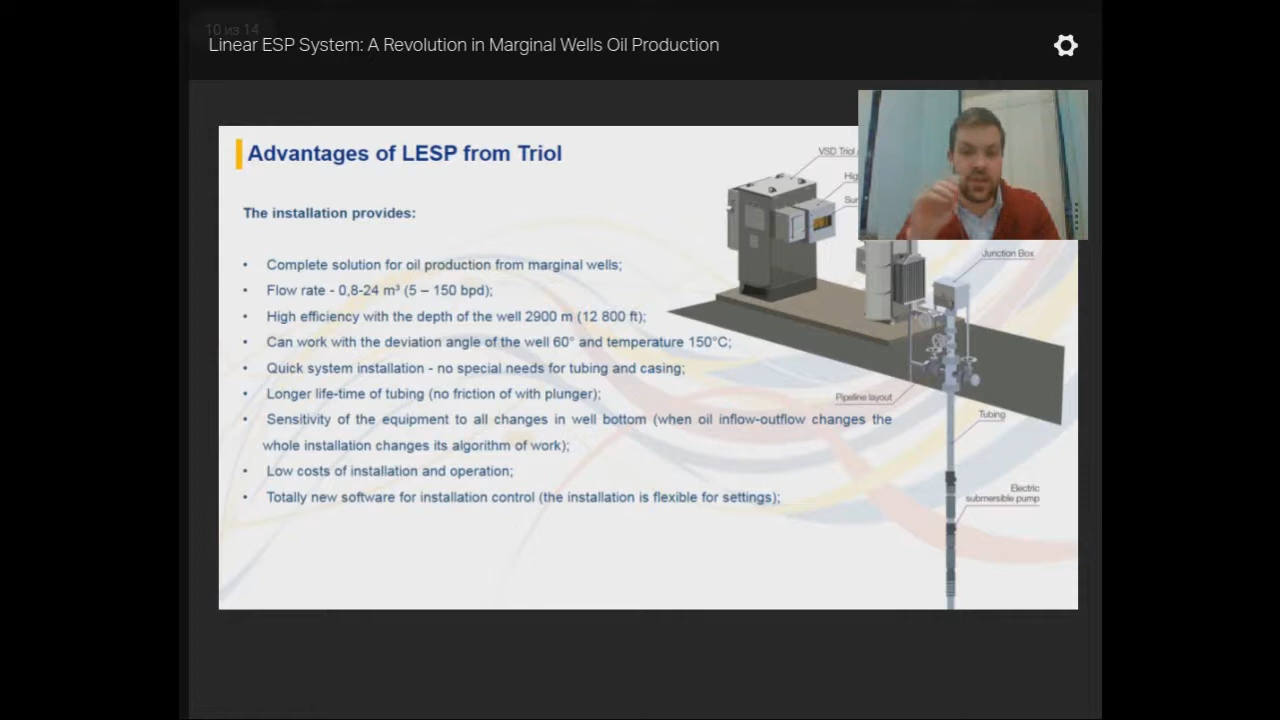 10 из 14
Linear ESP System: A Revolution in Marginal Wells Oil Production
Advantages of LESP from Triol
The installation provides:
• Complete solution for oil production from marginal wells;
• Flow rate - 0,8-24 m³ (5 – 150 bpd);
• High efficiency with the depth of the well 2900 m (12 800 ft);
• Can work with the deviation angle of the well 60° and temperature 150°C;
• Quick system installation - no special needs for tubing and casing;
• Longer life-time of tubing (no friction of with plunger);
• Sensitivity of the equipment to all changes in well bottom (when oil inflow-outflow changes the
whole installation changes its algorithm of work);
• Low costs of installation and operation;
• Totally new software for installation control (the installation is flexible for settings);
VSD Triol
Junction Box
Pipeline layout
Tubing
Electric
submersible pump